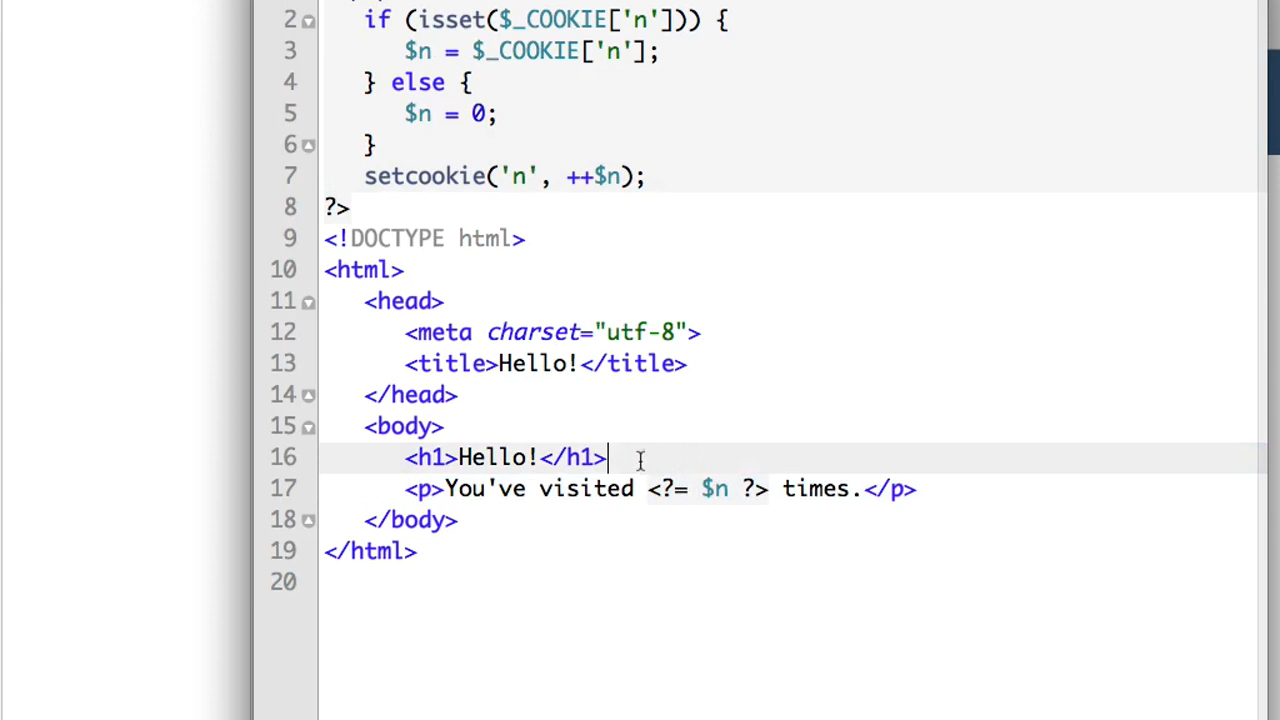 2 if (isset($_COOKIE['n'])) {
3 $n = $_COOKIE['n'];
4 } else {
5 $n = 0;
6 }
7 setcookie('n', ++$n);
8 ?>
9 <!DOCTYPE html>
10 <html>
11 <head>
12 <meta charset="utf-8">
13 <title>Hello!</title>
14 </head>
15 <body>
16 <h1>Hello!</h1>
17 <p>You've visited <?= $n ?> times.</p>
18 </body>
19 </html>
20